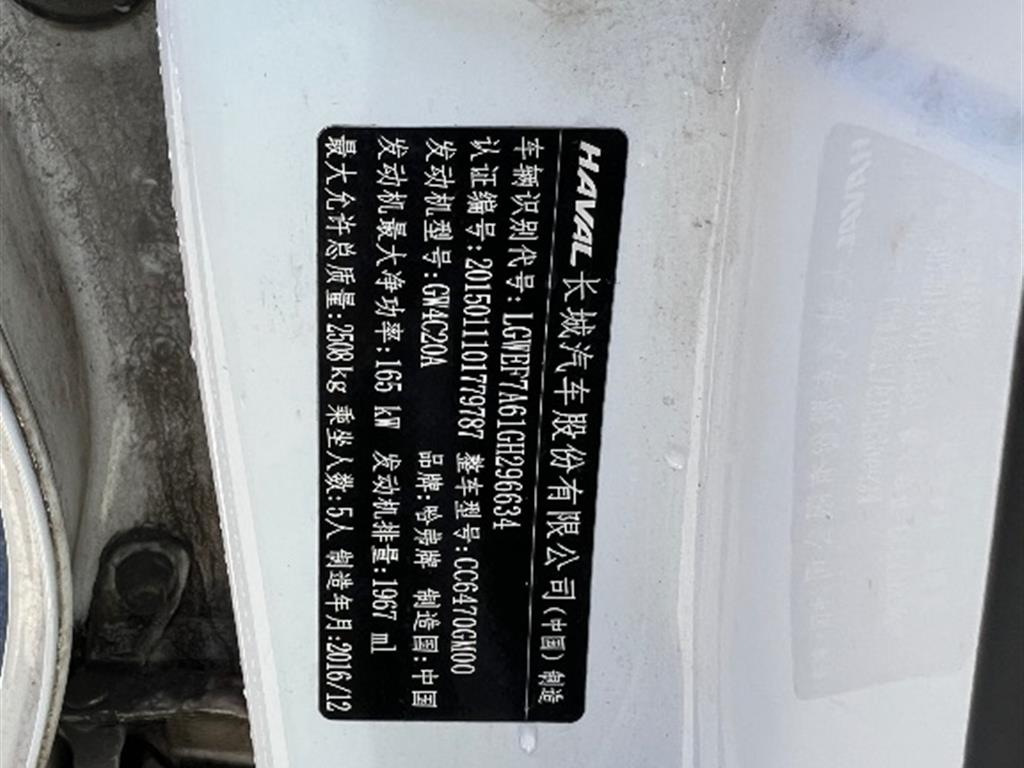 HAVAL 长城汽车股份有限公司(中国) 制造
车辆识别代号:LGWEF7A61GH296634
认证编号:2015011101779787 整车型号:CC6470GM00
发动机型号:GW4C20A 品牌:哈弗牌 制造国:中国
发动机最大净功率:165 kW 发动机排量:1967 ml
最大允许总质量:2508kg 乘坐人数:5人 制造年月:2016/12